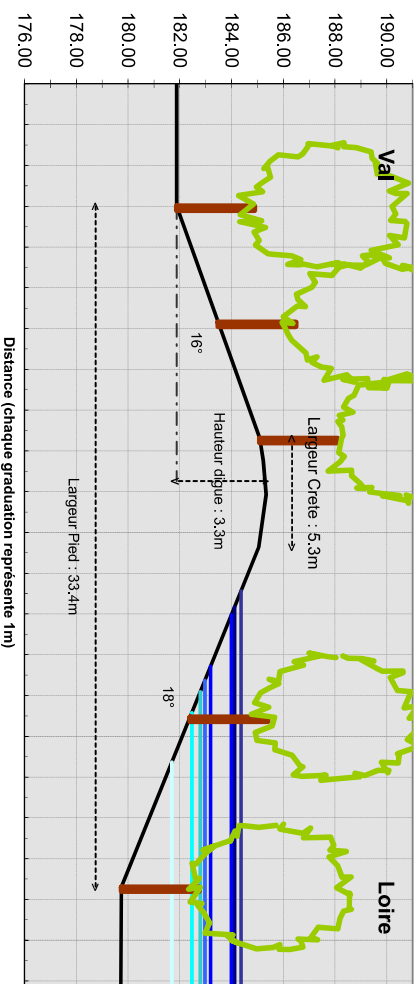 190.00
188.00
186.00
184.00
182.00
180.00
178.00
176.00
Val
Loire
Largeur Crete : 5.3m
Hauteur digue : 3.3m
16°
18°
Largeur Pied : 33.4m
Distance (chaque graduation représente 1m)